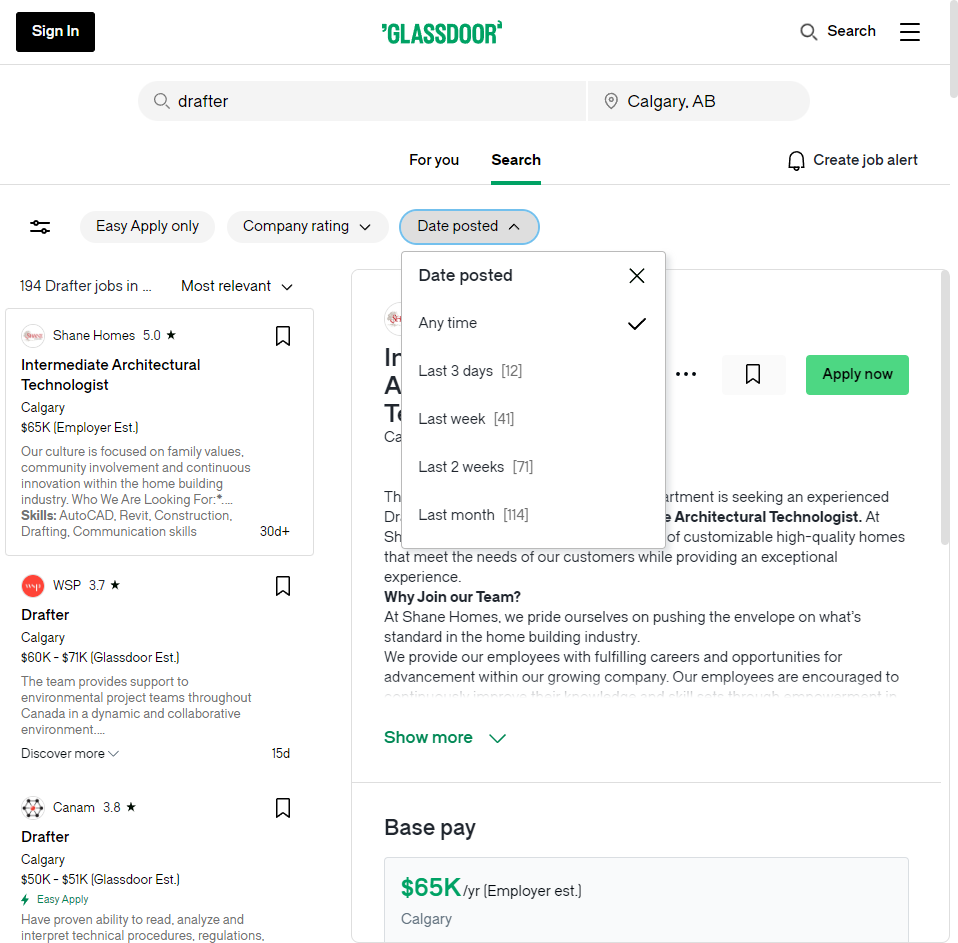 Sign In
GLASSDOOR
Search
drafter
Calgary, AB
For you
Search
Create job alert
Easy Apply only
Company rating
Date posted
194 Drafter jobs in ...
Most relevant
Shane Homes 5.0 ★
Intermediate Architectural
Technologist
Calgary
$65K (Employer Est.)
Our culture is focused on family values,
community involvement and continuous
innovation within the home building
industry. Who We Are Looking For:*....
Skills: AutoCAD, Revit, Construction,
Drafting, Communication skills
30d+
wsp
WSP 3.7 ★
Drafter
Calgary
$60K - $71K (Glassdoor Est.)
The team provides support to
environmental project teams throughout
Canada in a dynamic and collaborative
environment....
Discover more
15d
Canam 3.8 ★
Drafter
Calgary
$50K - $51K (Glassdoor Est.)
Easy Apply
Have proven ability to read, analyze and
interpret technical procedures, regulations,
Date posted
Any time
Last 3 days [12]
Last week [41]
Last 2 weeks [71]
Last month [114]
Apply now
artment is seeking an experienced
e Architectural Technologist. At
of customizable high-quality homes
that meet the needs of our customers while providing an exceptional
experience.
Why Join our Team?
At Shane Homes, we pride ourselves on pushing the envelope on what's
standard in the home building industry.
We provide our employees with fulfilling careers and opportunities for
advancement within our growing company. Our employees are encouraged to
continuously improve their knowledge and skill sets through empowerment in
Show more
Base pay
$65K/yr (Employer est.)
Calgary